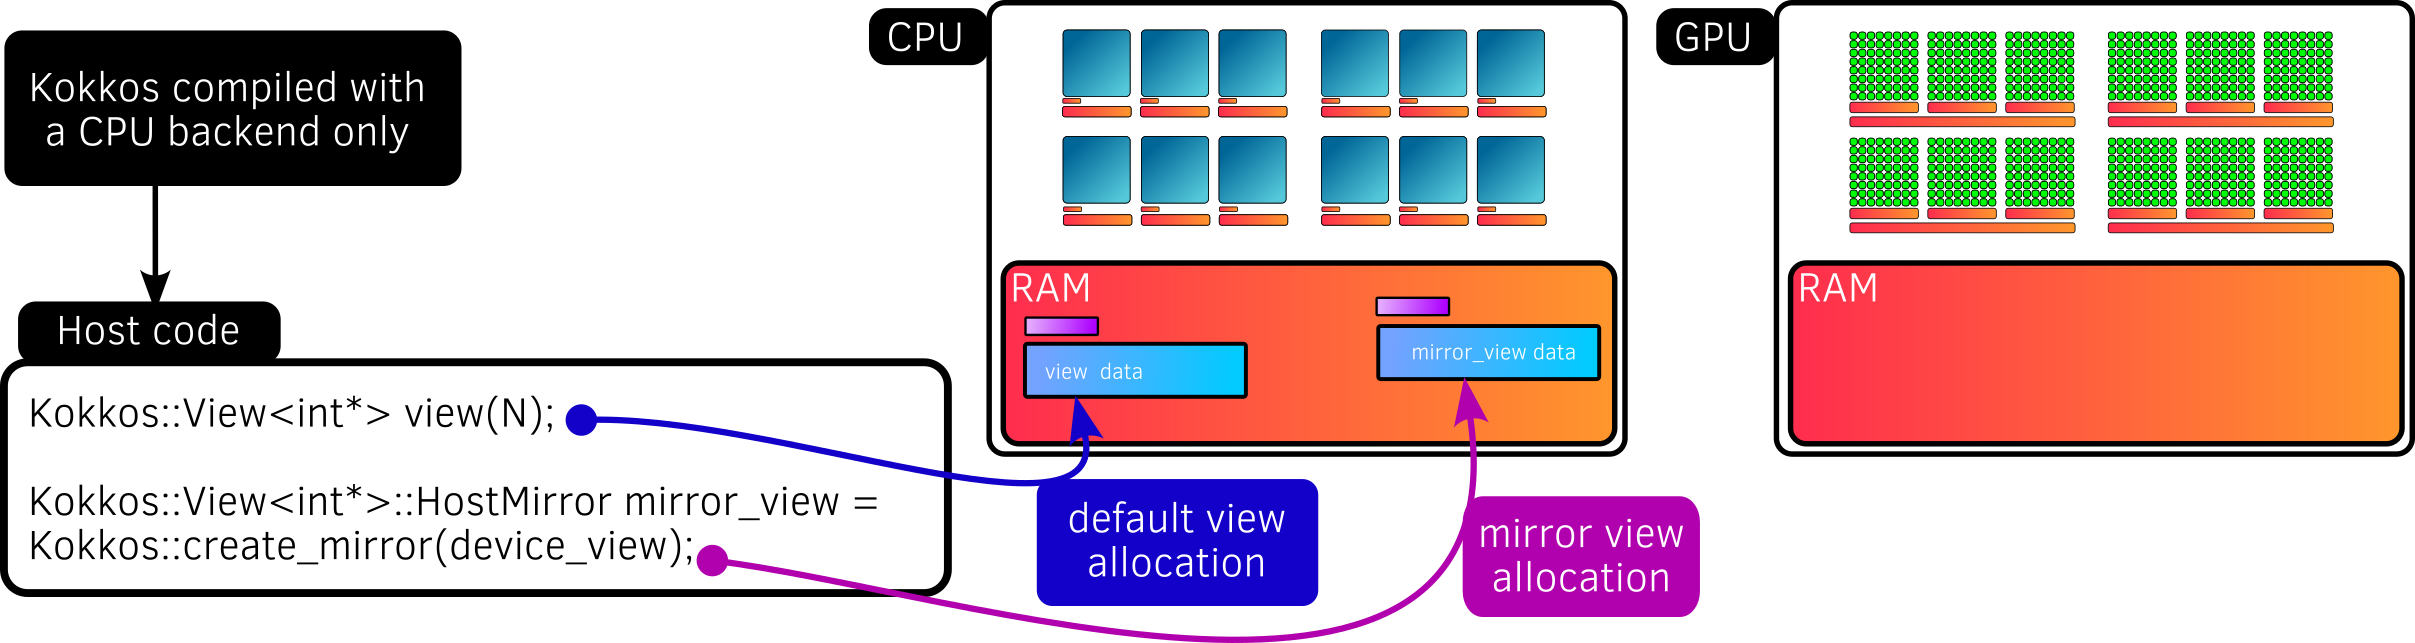 Kokkos compiled with
a CPU backend only
Host code
Kokkos::View<int*> view(N);
Kokkos::View<int*>::HostMirror mirror_view =
Kokkos::create_mirror(device_view);
CPU
RAM
view data
mirror_view data
default view
allocation
mirror view
allocation
GPU
RAM